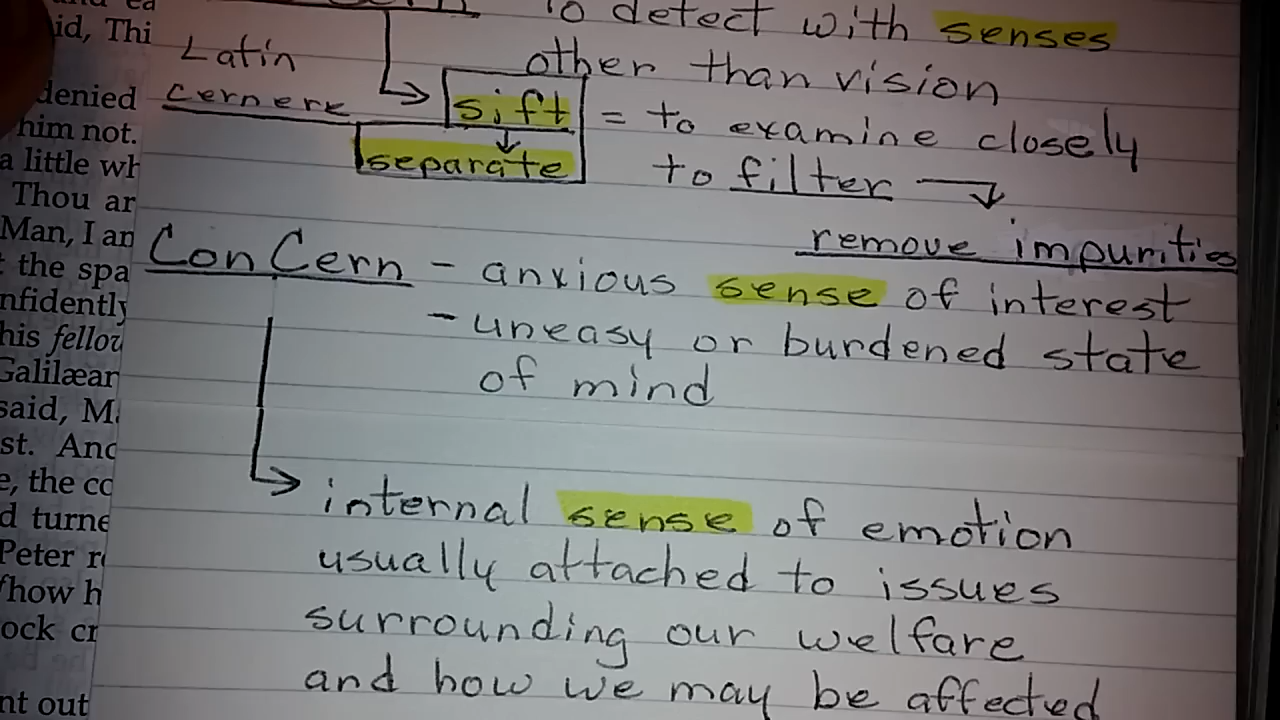 to detect with senses
id, Thi
Latin
other than vision
denied
cernere
sift = to examine closely
him not.
separate
to filter
a little wh
Thou ar
remove impurities
Man, I am
ConCern - anxious sense of interest
the spa
nfidently
- uneasy or burdened state
his fellow
of mind
Galilæan
said, M
st. And
e, the co
internal sense of emotion
d turne
usually attached to issues
Peter r
how h
surrounding our welfare
ock cr
and how we may be affected
nt out